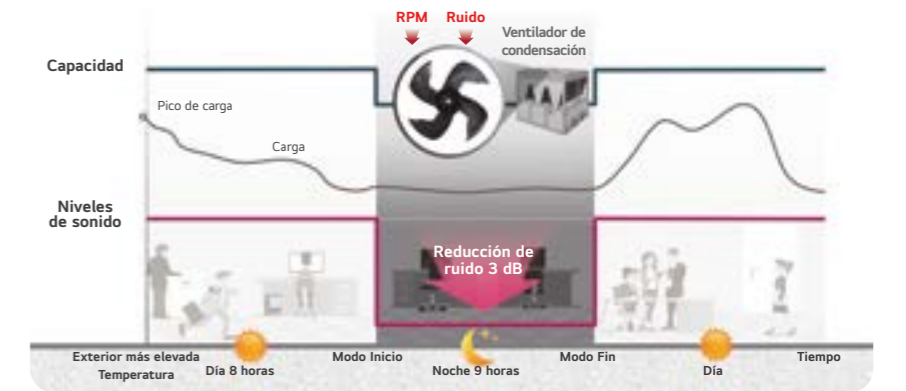 RPM Ruido
Ventilador de
condensación
Capacidad
Pico de carga
Carga
Niveles
de sonido
Reducción de
ruido 3 dB
Exterior más elevada
Temperatura
Día 8 horas
Modo Inicio
Noche 9 horas
Modo Fin
Día
Tiempo